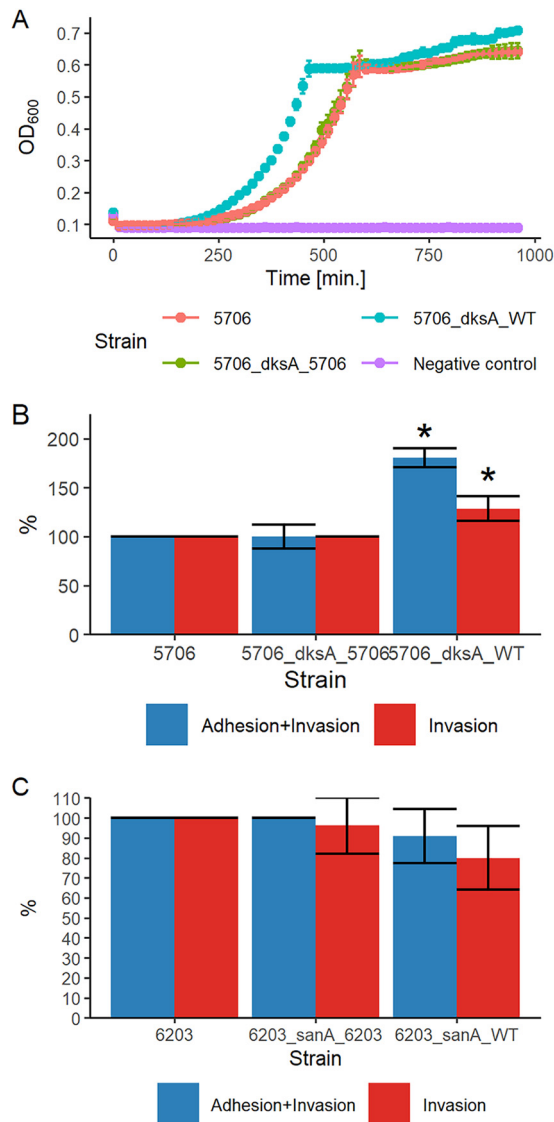 A
0.7
0.6
0.5
0.4
0.3
0.2
0.1
OD600
0 250 500 750 1000
Time [min.]
Strain
5706 5706_dksA_WT
5706_dksA_5706 Negative control
B
200
150
100
50
0
%
* *
5706 5706_dksA_5706 5706_dksA_WT
Strain
Adhesion+Invasion Invasion
C
110
100
90
80
70
60
50
40
30
20
10
0
%
6203 6203_sanA_6203 6203_sanA_WT
Strain
Adhesion+Invasion Invasion